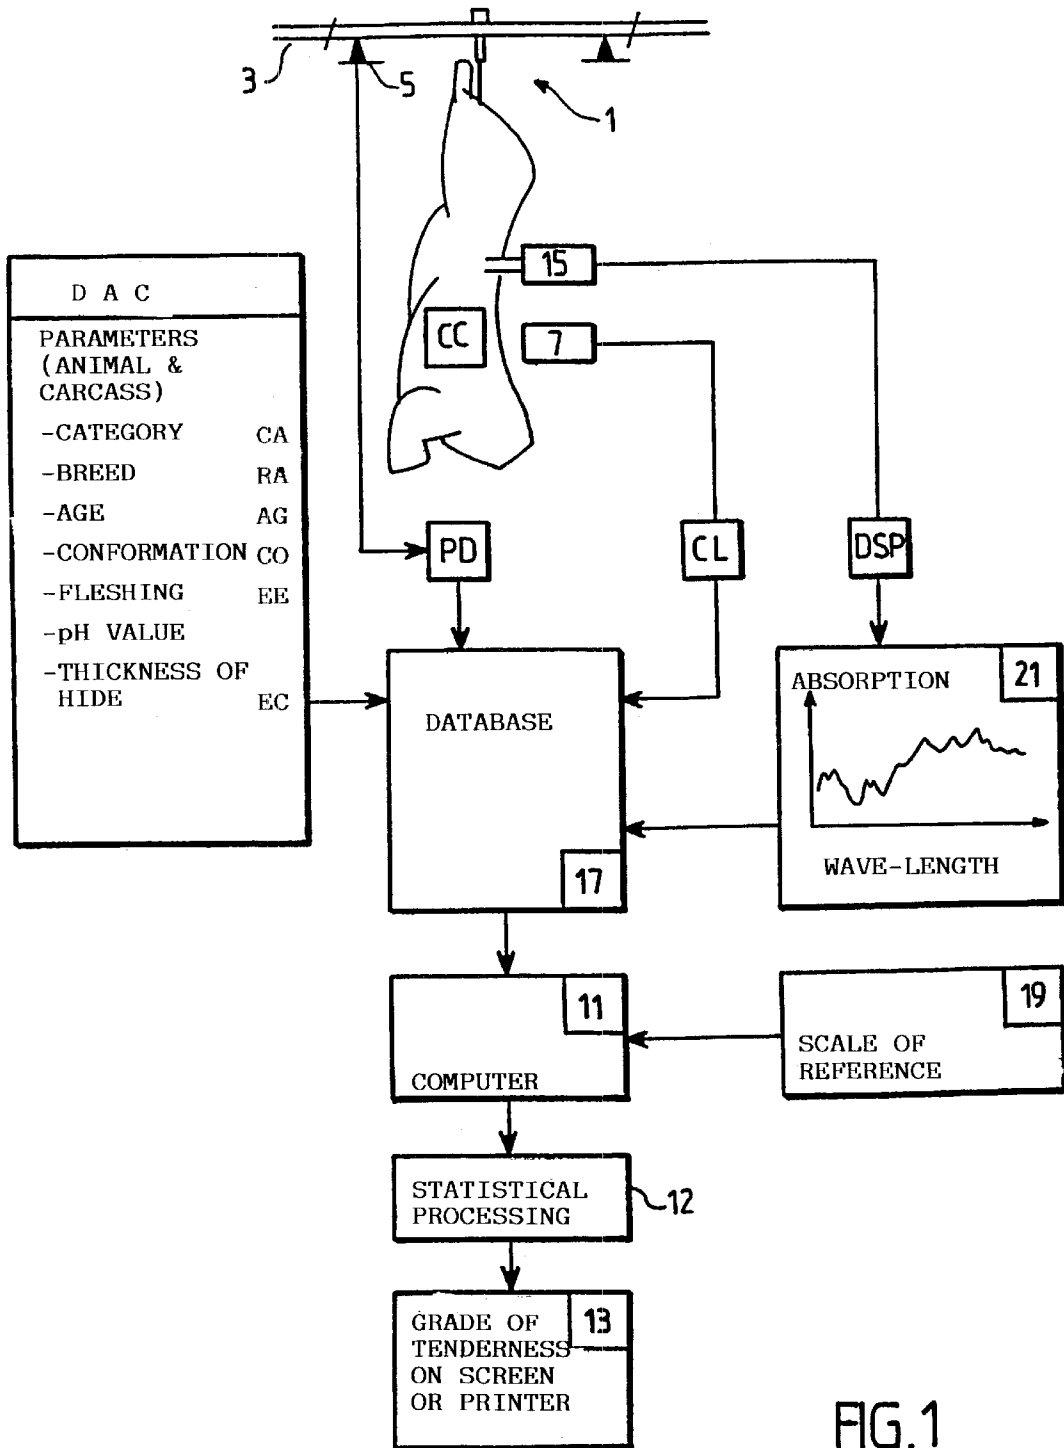 3
5
1
15
CC
7
D A C
PARAMETERS
(ANIMAL &
CARCASS)
-CATEGORY CA
-BREED RA
-AGE AG
-CONFORMATION CO
-FLESHING EE
-pH VALUE
-THICKNESS OF
HIDE EC
PD
CL
DSP
DATABASE
17
ABSORPTION
21
WAVE-LENGTH
11
COMPUTER
19
SCALE OF
REFERENCE
STATISTICAL
PROCESSING
12
GRADE OF
TENDERNESS
ON SCREEN
OR PRINTER
13
FIG.1